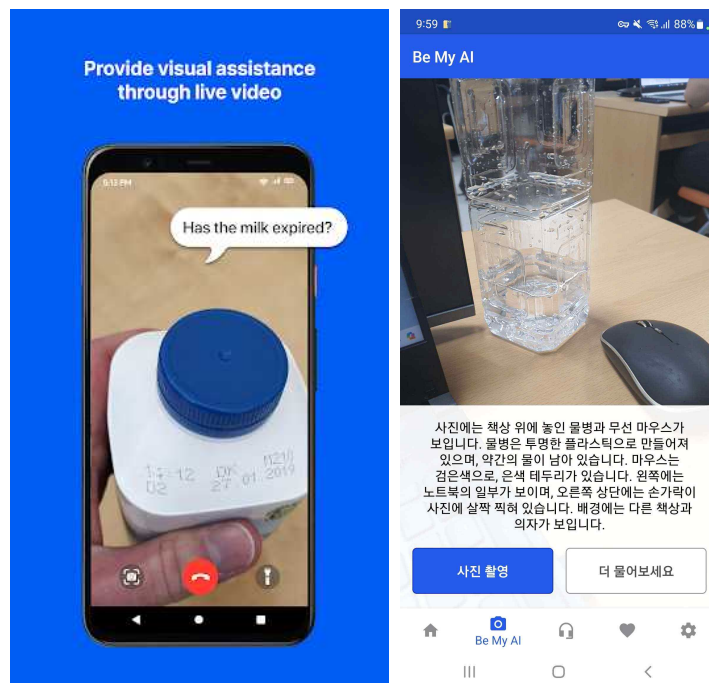 Provide visual assistance
through live video
5:13 PM
Has the milk expired?
M210
17:12
27 01 2019
02
9:59
88%
Be My AI
사진에는 책상 위에 놓인 물병과 무선 마우스가
보입니다. 물병은 투명한 플라스틱으로 만들어져
있으며, 약간의 물이 남아 있습니다. 마우스는
검은색으로, 은색 테두리가 있습니다. 왼쪽에는
노트북의 일부가 보이며, 오른쪽 상단에는 손가락이
사진에 살짝 찍혀 있습니다. 배경에는 다른 책상과
의자가 보입니다.
사진 촬영
더 물어보세요
Be My AI